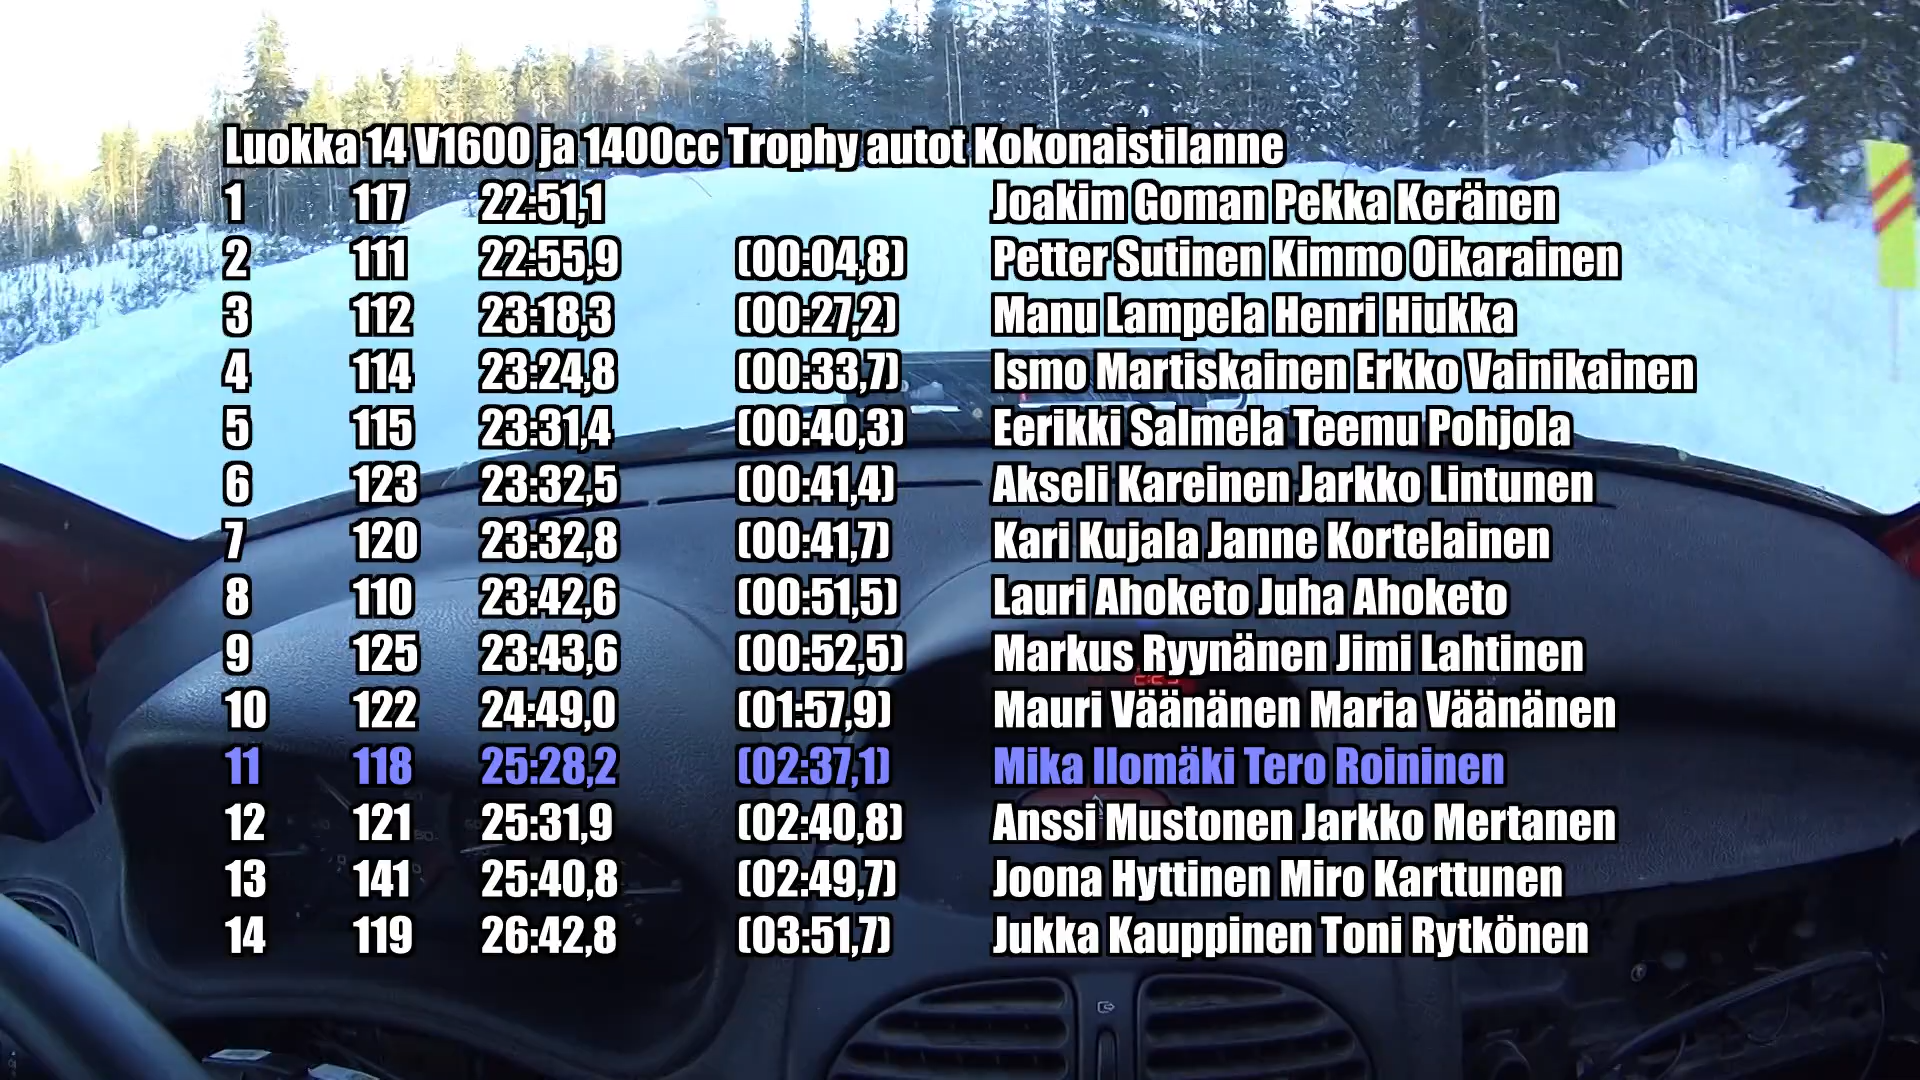 Luokka 14 V1600 ja 1400cc Trophy autot Kokonaistilanne
1 117 22:51,1 Joakim Goman Pekka Keränen
2 111 22:55,9 (00:04,8) Petter Sutinen Kimmo Oikarainen
3 112 23:18,3 (00:27,2) Manu Lampela Henri Hiukka
4 114 23:24,8 (00:33,7) Ismo Martiskainen Erkko Vainikainen
5 115 23:31,4 (00:40,3) Eerikki Salmela Teemu Pohjola
6 123 23:32,5 (00:41,4) Akseli Kareinen Jarkko Lintunen
7 120 23:32,8 (00:41,7) Kari Kujala Janne Kortelainen
8 110 23:42,6 (00:51,5) Lauri Ahoketo Juha Ahoketo
9 125 23:43,6 (00:52,5) Markus Ryynänen Jimi Lahtinen
10 122 24:49,0 (01:57,9) Mauri Väänänen Maria Väänänen
11 118 25:28,2 (02:37,1) Mika Ilomäki Tero Roininen
12 121 25:31,9 (02:40,8) Anssi Mustonen Jarkko Mertanen
13 141 25:40,8 (02:49,7) Joona Hyttinen Miro Karttunen
14 119 26:42,8 (03:51,7) Jukka Kauppinen Toni Rytkönen